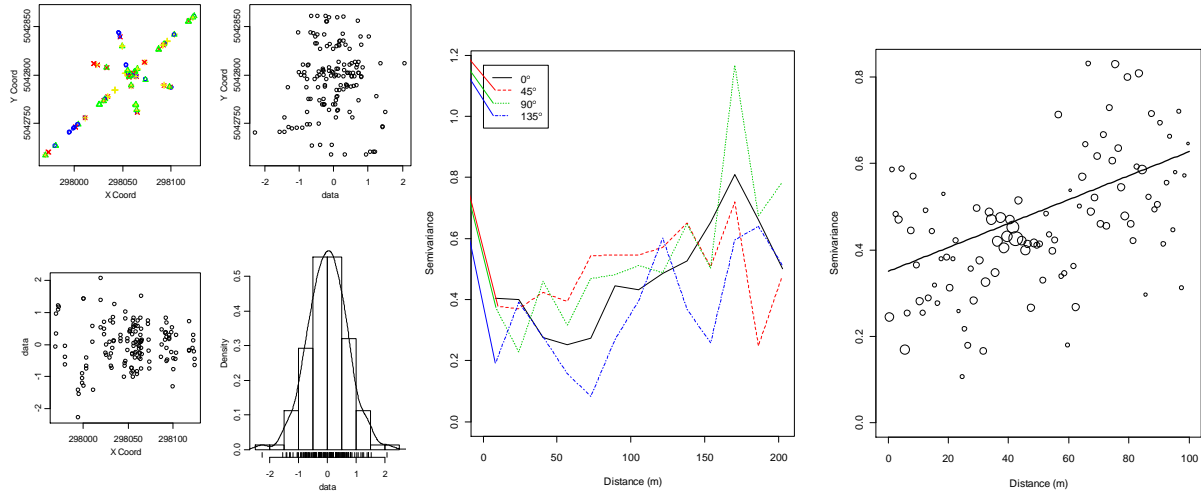 5042850
5042800
5042750
Y Coord
298000 298050 298100
X Coord
5042850
5042800
5042750
Y Coord
-2 -1 0 1 2
data
2
1
0
-1
-2
data
298000 298050 298100
X Coord
0.5
0.4
0.3
0.2
0.1
0.0
Density
-2 -1 0 1 2
data
1.2
1.0
0.8
0.6
0.4
0.2
0.0
Semivariance
0°
45°
90°
135°
0 50 100 150 200
Distance (m)
0.8
0.6
0.4
0.2
0.0
Semivariance
0 20 40 60 80 100
Distance (m)